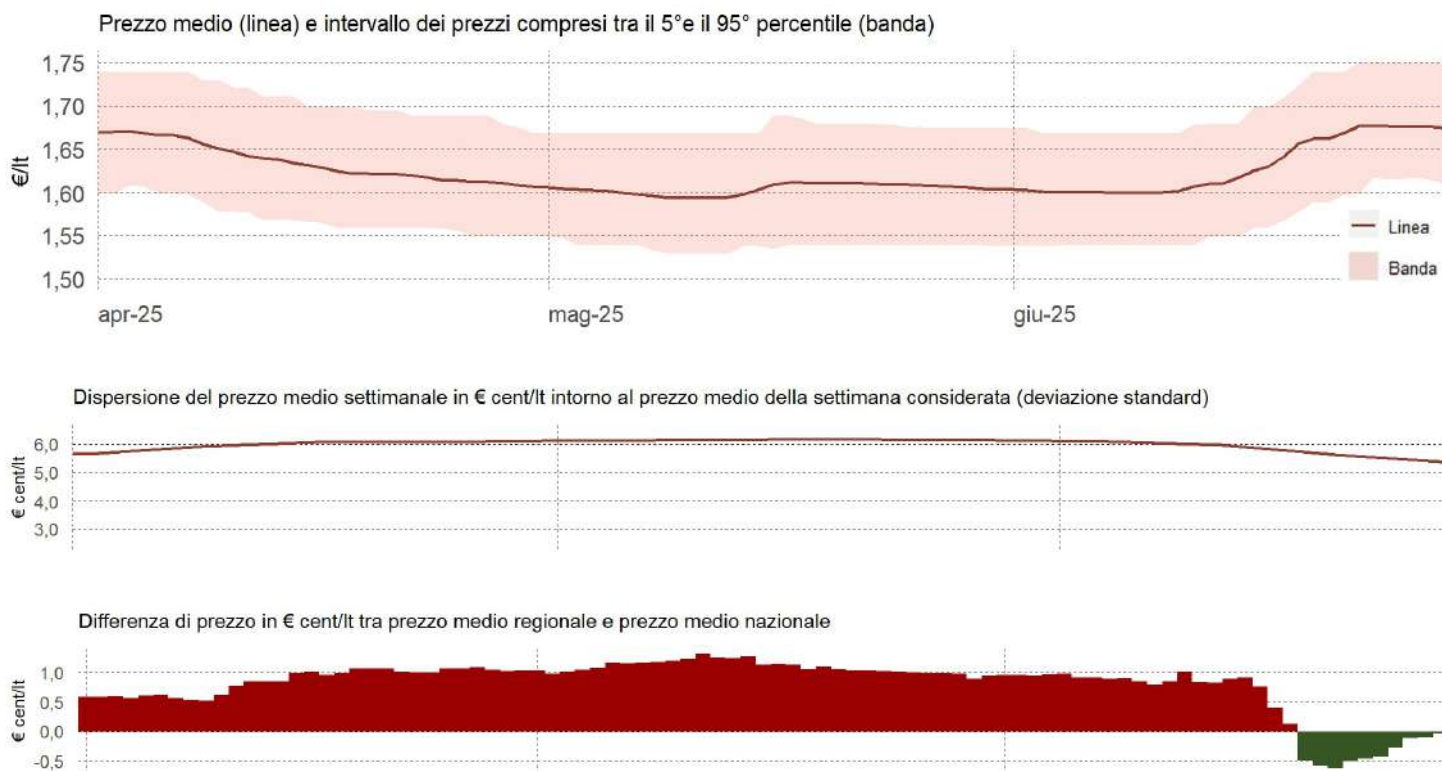 Prezzo medio (linea) e intervallo dei prezzi compresi tra il 5°e il 95° percentile (banda)
€/lt
1,75
1,70
1,65
1,60
1,55
1,50
Linea
Banda
apr-25 mag-25 giu-25
Dispersione del prezzo medio settimanale in € cent/lt intorno al prezzo medio della settimana considerata (deviazione standard)
€ cent/lt
6,0
5,0
4,0
3,0
Differenza di prezzo in € cent/lt tra prezzo medio regionale e prezzo medio nazionale
€ cent/lt
1,0
0,5
0,0
-0,5